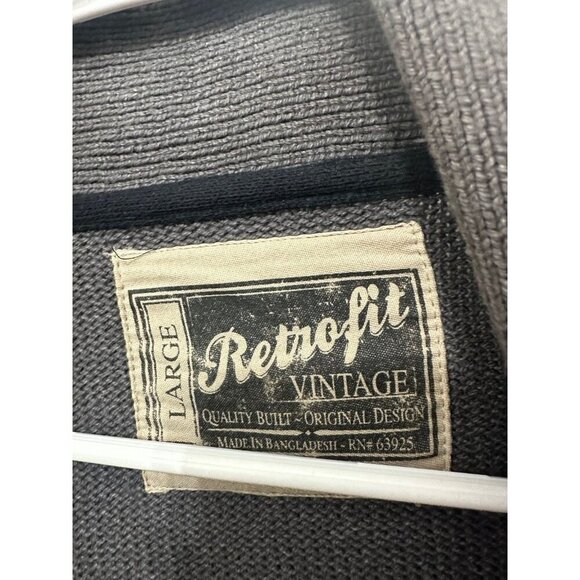 LARGE
Retrofit
VINTAGE
QUALITY BUILT ~ ORIGINAL DESIGN
MADE IN BANGLADESH - RN# 63925